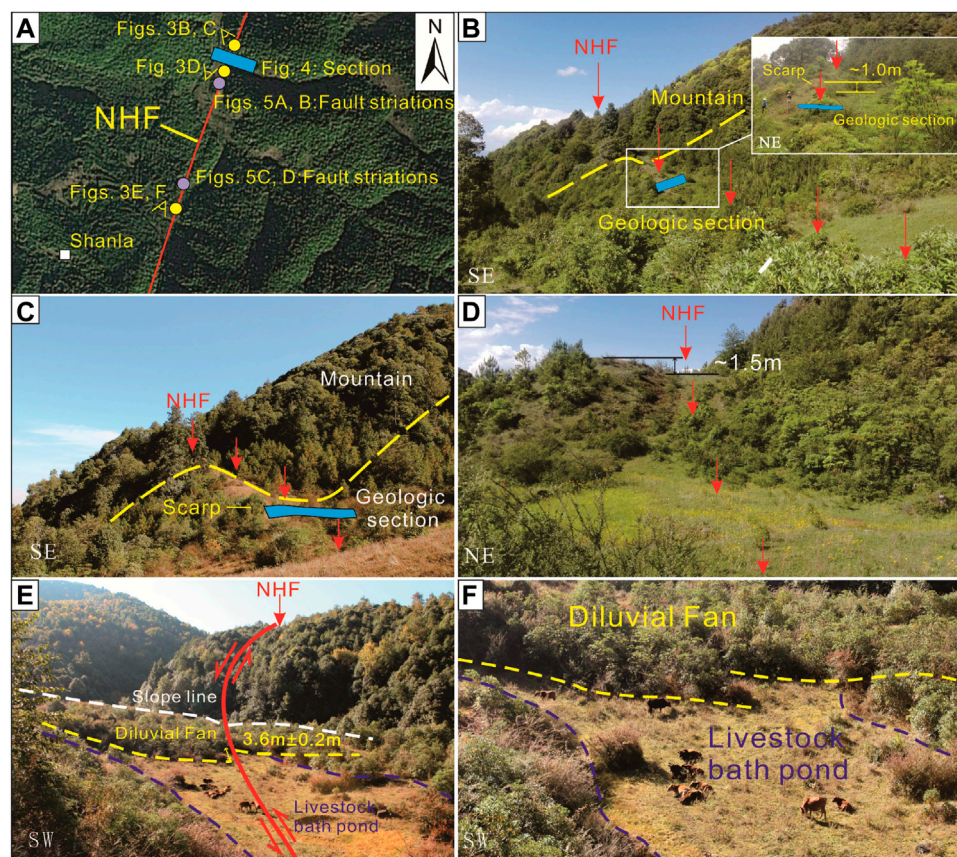 A
Figs. 3B, C
N
Fig. 3D
Fig. 4: Section
Figs. 5A, B:Fault striations
NHF
Figs. 5C, D:Fault striations
Figs. 3E, F
Shanla
B
NHF
Mountain
Scarp
~1.0m
Geologic section
NE
Geologic section
SE
C
NHF
Mountain
Scarp
Geologic
section
SE
D
NHF
~1.5m
NE
E
NHF
Slope line
Diluvial Fan
3.6m±0.2m
Livestock
bath pond
SW
F
Diluvial Fan
Livestock
bath pond
SW